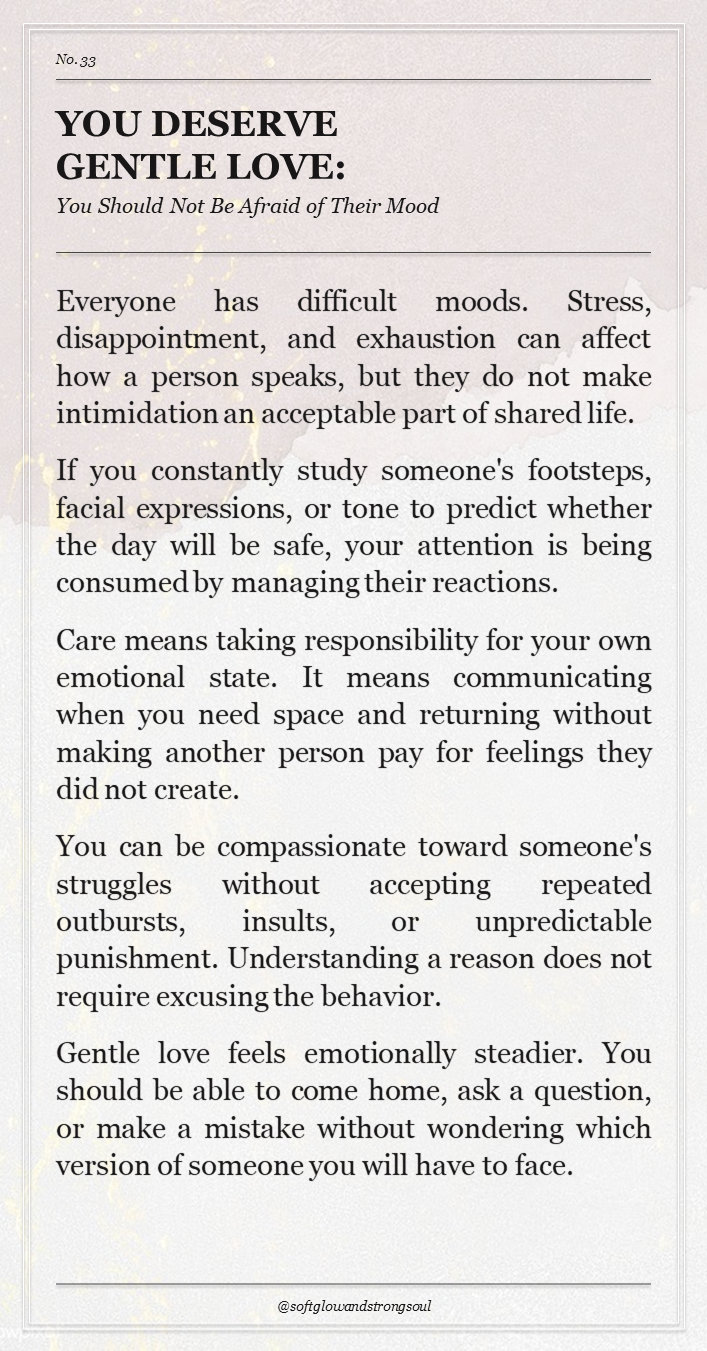 No. 33
YOU DESERVE
GENTLE LOVE:
You Should Not Be Afraid of Their Mood
Everyone has difficult moods. Stress,
disappointment, and exhaustion can affect
how a person speaks, but they do not make
intimidation an acceptable part of shared life.
If you constantly study someone's footsteps,
facial expressions, or tone to predict whether
the day will be safe, your attention is being
consumed by managing their reactions.
Care means taking responsibility for your own
emotional state. It means communicating
when you need space and returning without
making another person pay for feelings they
did not create.
You can be compassionate toward someone's
struggles without accepting repeated
outbursts, insults, or unpredictable
punishment. Understanding a reason does not
require excusing the behavior.
Gentle love feels emotionally steadier. You
should be able to come home, ask a question,
or make a mistake without wondering which
version of someone you will have to face.
@softglowandstrongsoul